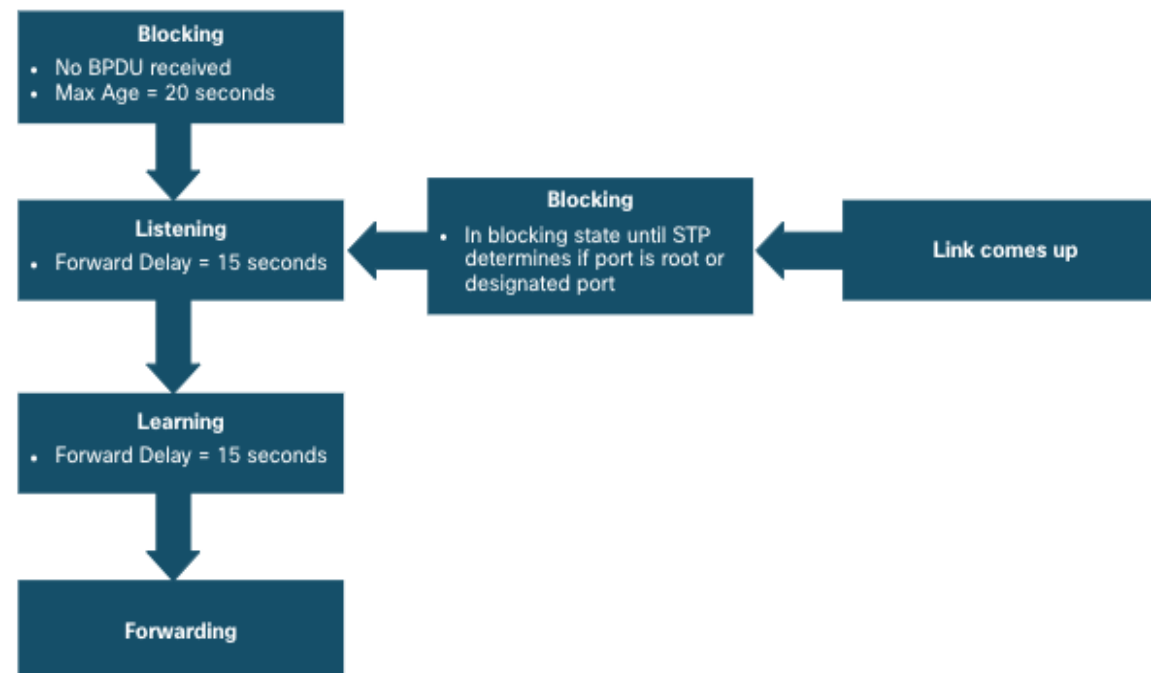 Blocking
• No BPDU received
• Max Age = 20 seconds
Listening
• Forward Delay = 15 seconds
Blocking
• In blocking state until STP
determines if port is root or
designated port
Link comes up
Learning
• Forward Delay = 15 seconds
Forwarding